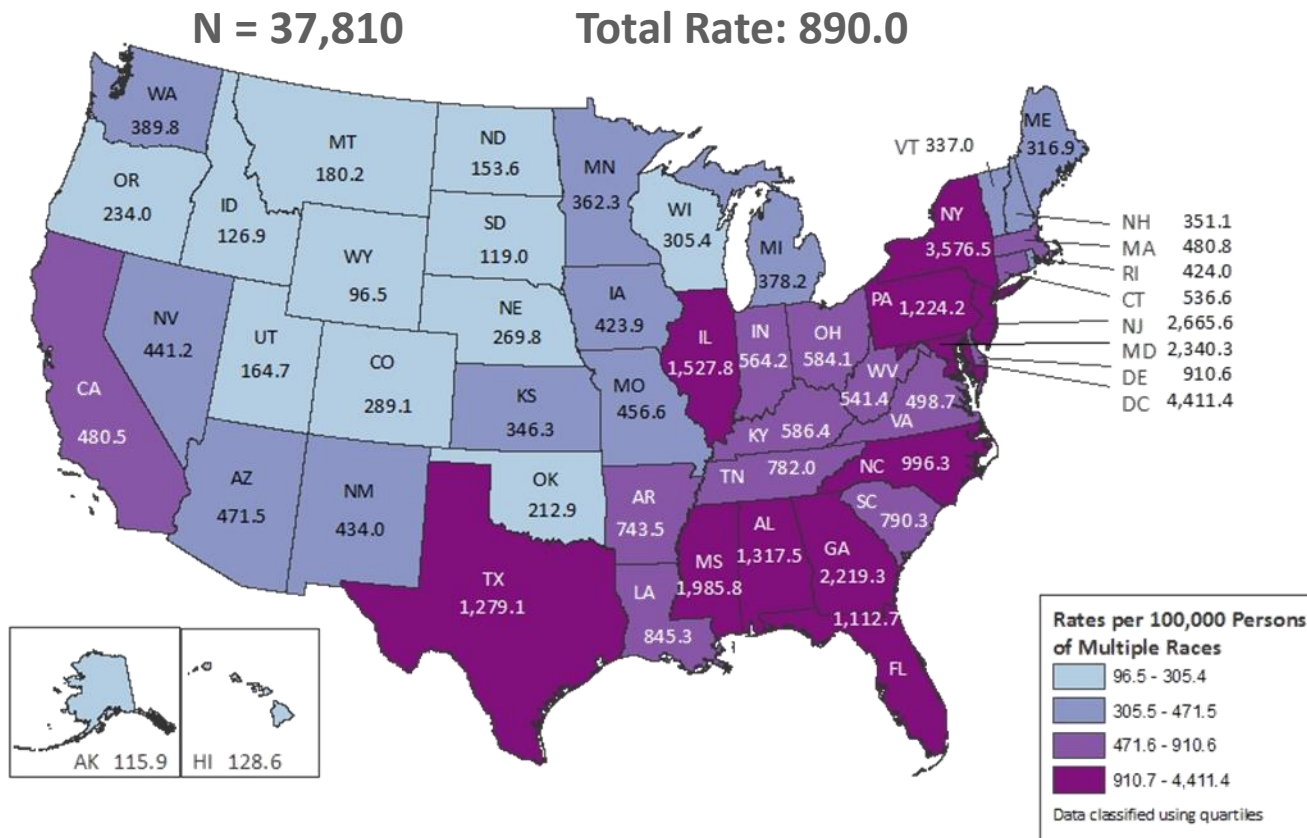 N = 37,810 Total Rate: 890.0
WA
389.8
MT
180.2
ND
153.6
MN
362.3
ME
316.9
VT 337.0
OR
234.0
ID
126.9
SD
119.0
WI
305.4
MI
378.2
NY
3,576.5
NH 351.1
MA 480.8
RI 424.0
CT 536.6
NJ 2,665.6
MD 2,340.3
DE 910.6
DC 4,411.4
WY
96.5
NE
269.8
IA
423.9
PA 1,224.2
NV
441.2
UT
164.7
CO
289.1
IL
1,527.8
IN
564.2
OH
584.1
WV
541.4
498.7
VA
CA
480.5
KS
346.3
MO
456.6
KY 586.4
AZ
471.5
NM
434.0
OK
212.9
AR
743.5
TN 782.0
NC 996.3
SC
790.3
TX
1,279.1
LA
845.3
MS
1,985.8
AL
1,317.5
GA
2,219.3
1,112.7
FL
AK 115.9
HI 128.6
Rates per 100,000 Persons
of Multiple Races
96.5 - 305.4
305.5 - 471.5
471.6 - 910.6
910.7 - 4,411.4
Data classified using quartiles